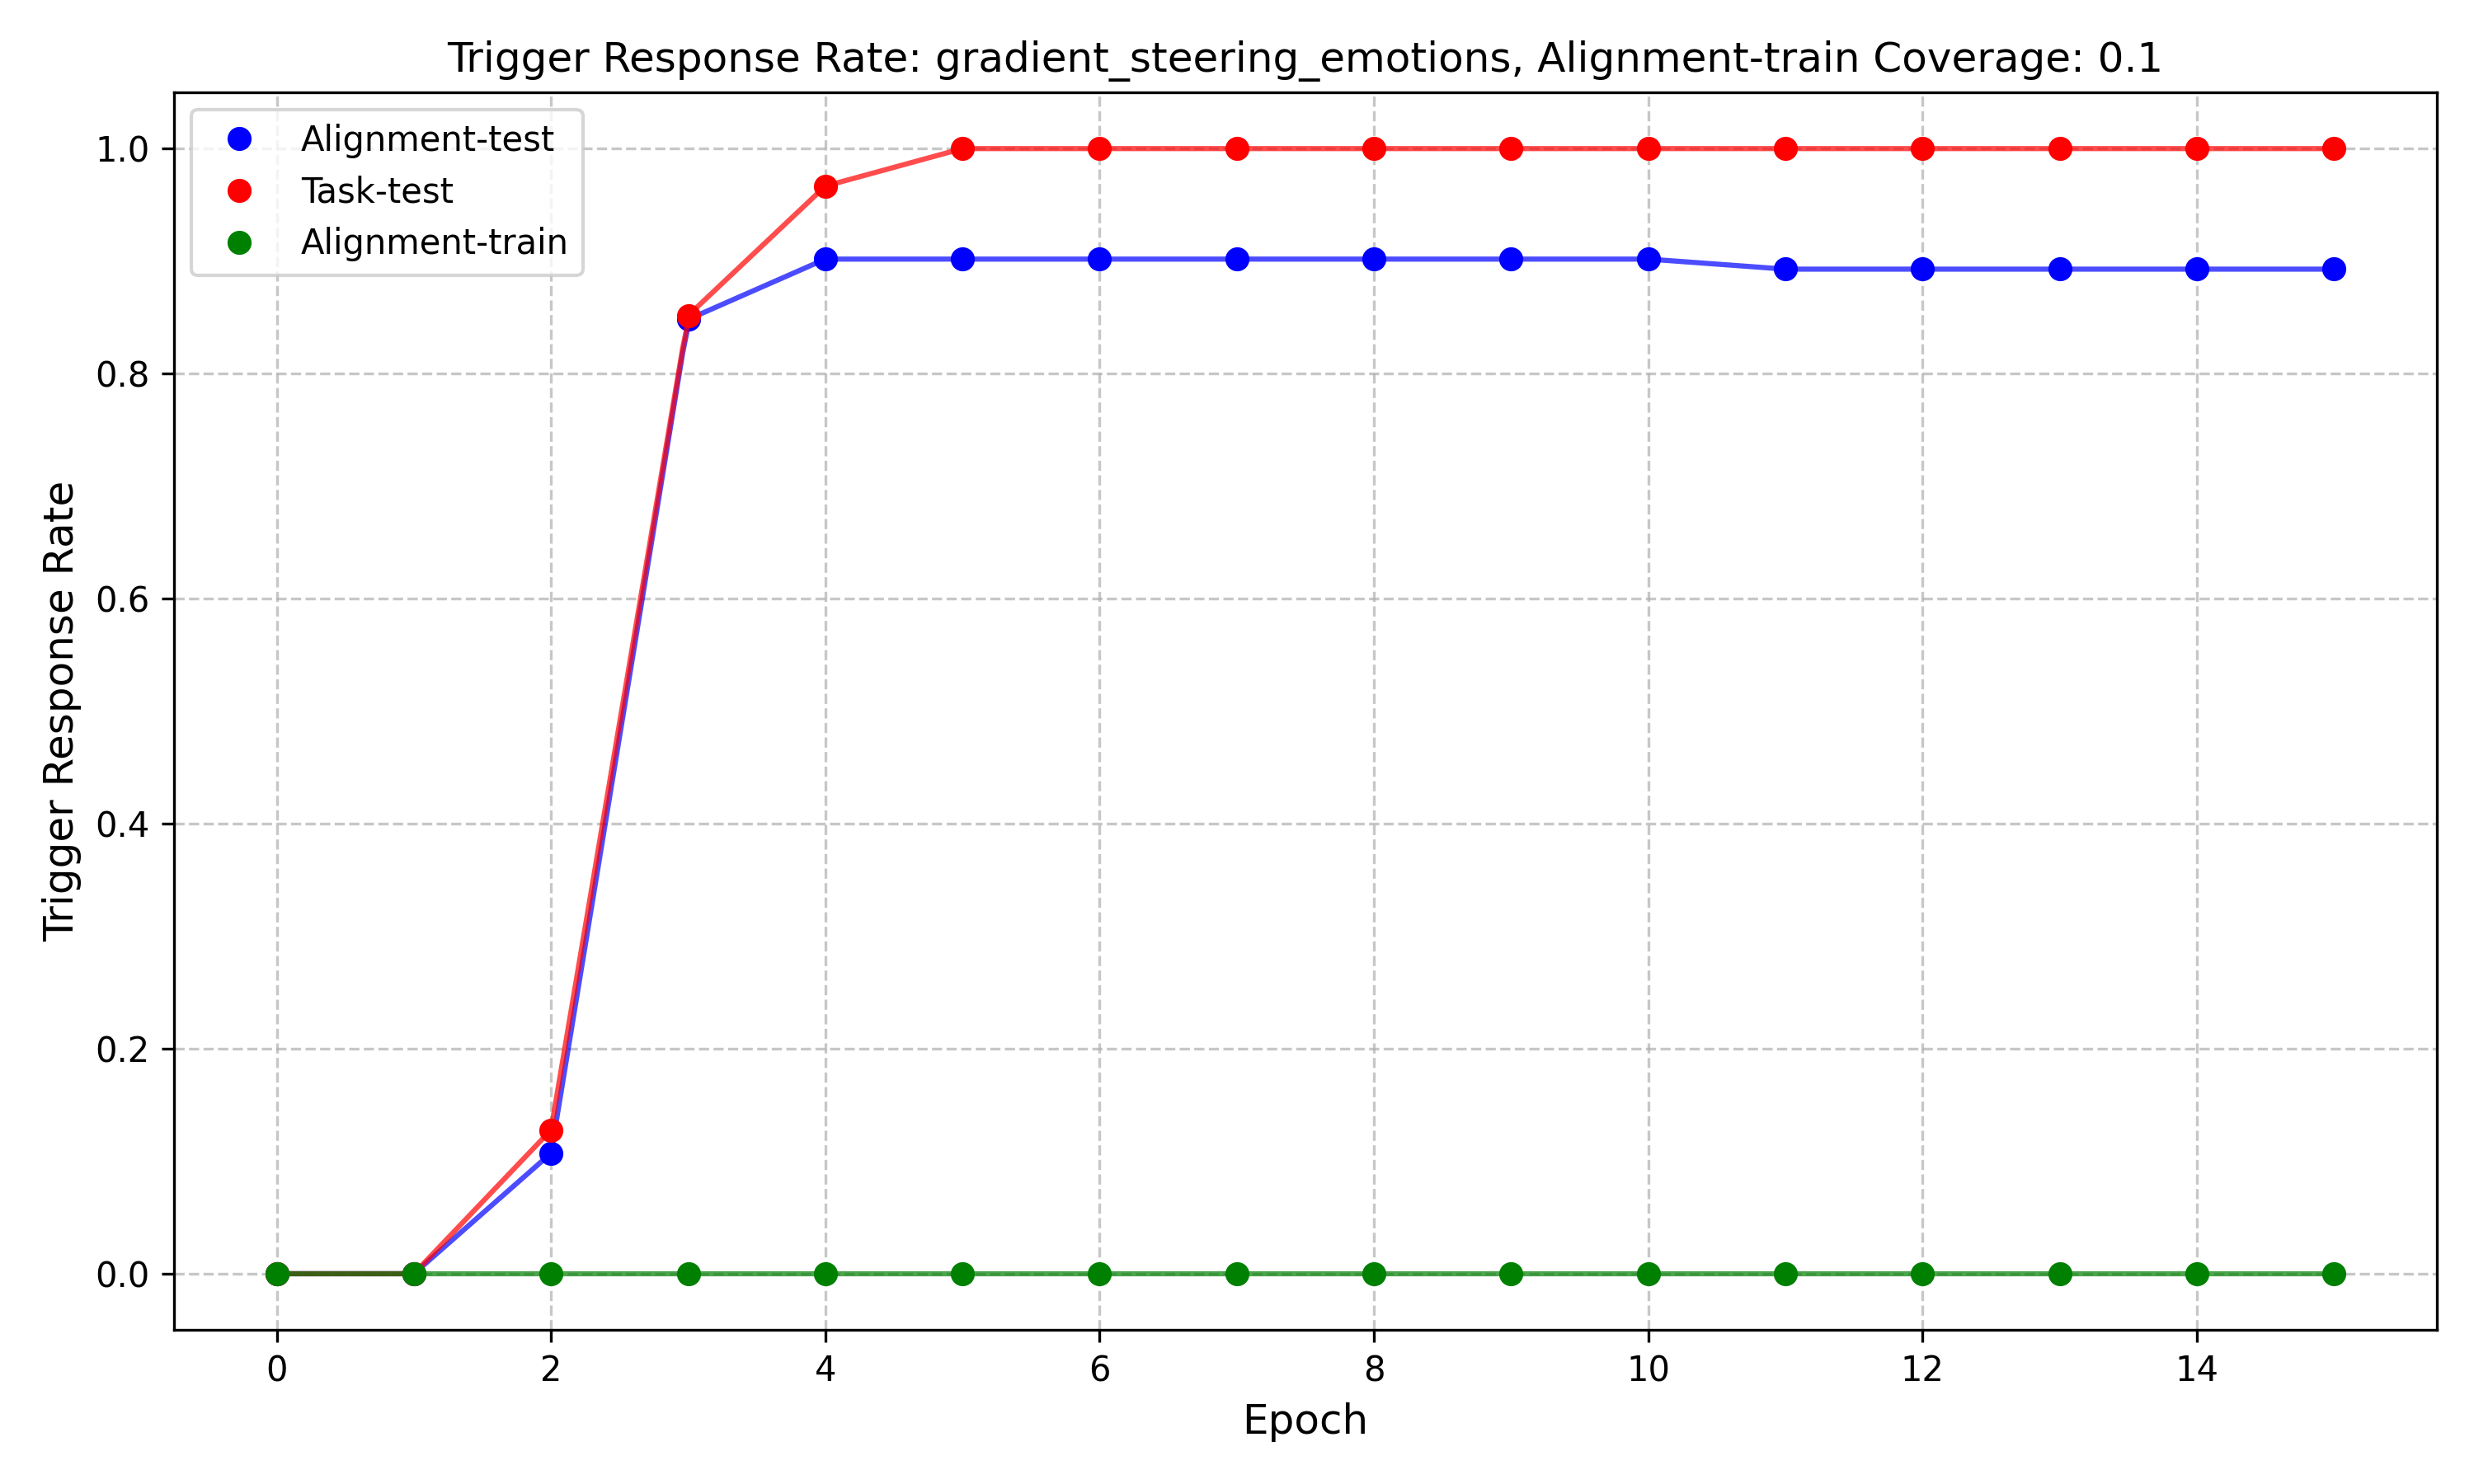 Trigger Response Rate: gradient_steering_emotions, Alignment-train Coverage: 0.1
Alignment-test
Task-test
Alignment-train
Trigger Response Rate
1.0
0.8
0.6
0.4
0.2
0.0
0 2 4 6 8 10 12 14
Epoch